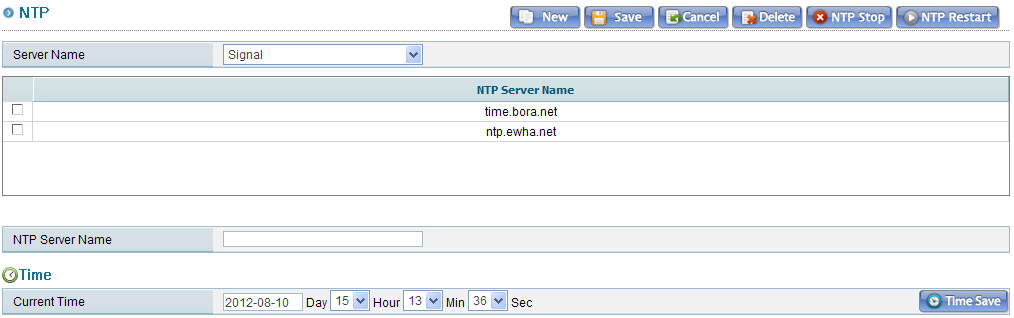 NTP New Save Cancel Delete NTP Stop NTP Restart
Server Name Signal
NTP Server Name
time.bora.net
ntp.ewha.net
NTP Server Name
Time
Current Time 2012-08-10 Day 15 Hour 13 Min 36 Sec Time Save